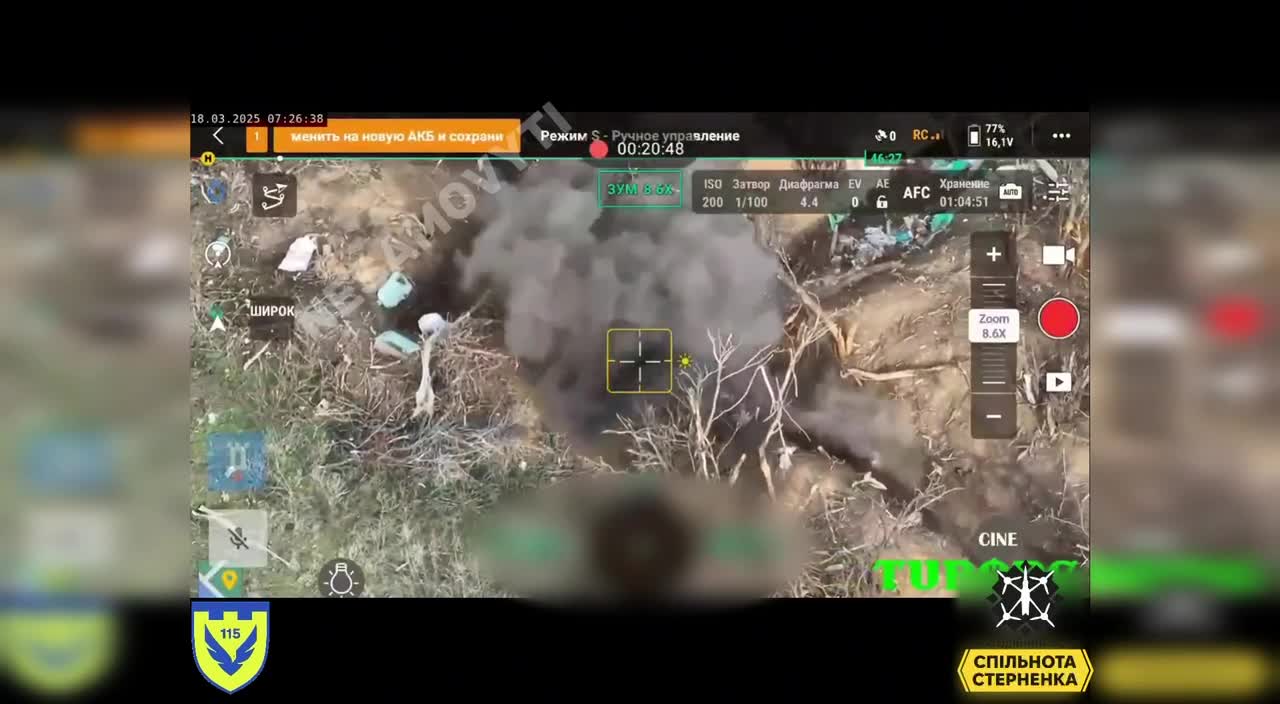 18.03.2025 07:26:38
1
менить на новую АКБ и сохрани
Режим S - Ручное управление
0
RC
77%
16,1V
00:20:48
46:27
ЗУМ 8.6X
ISO
200
Затвор
1/100
Диафрагма
4.4
EV
0
AE
AFC
Хранение
01:04:51
AUTO
ШИРОК
Zoom
8.6X
CINE
115
СПІЛЬНОТА
СТЕРНЕНКА